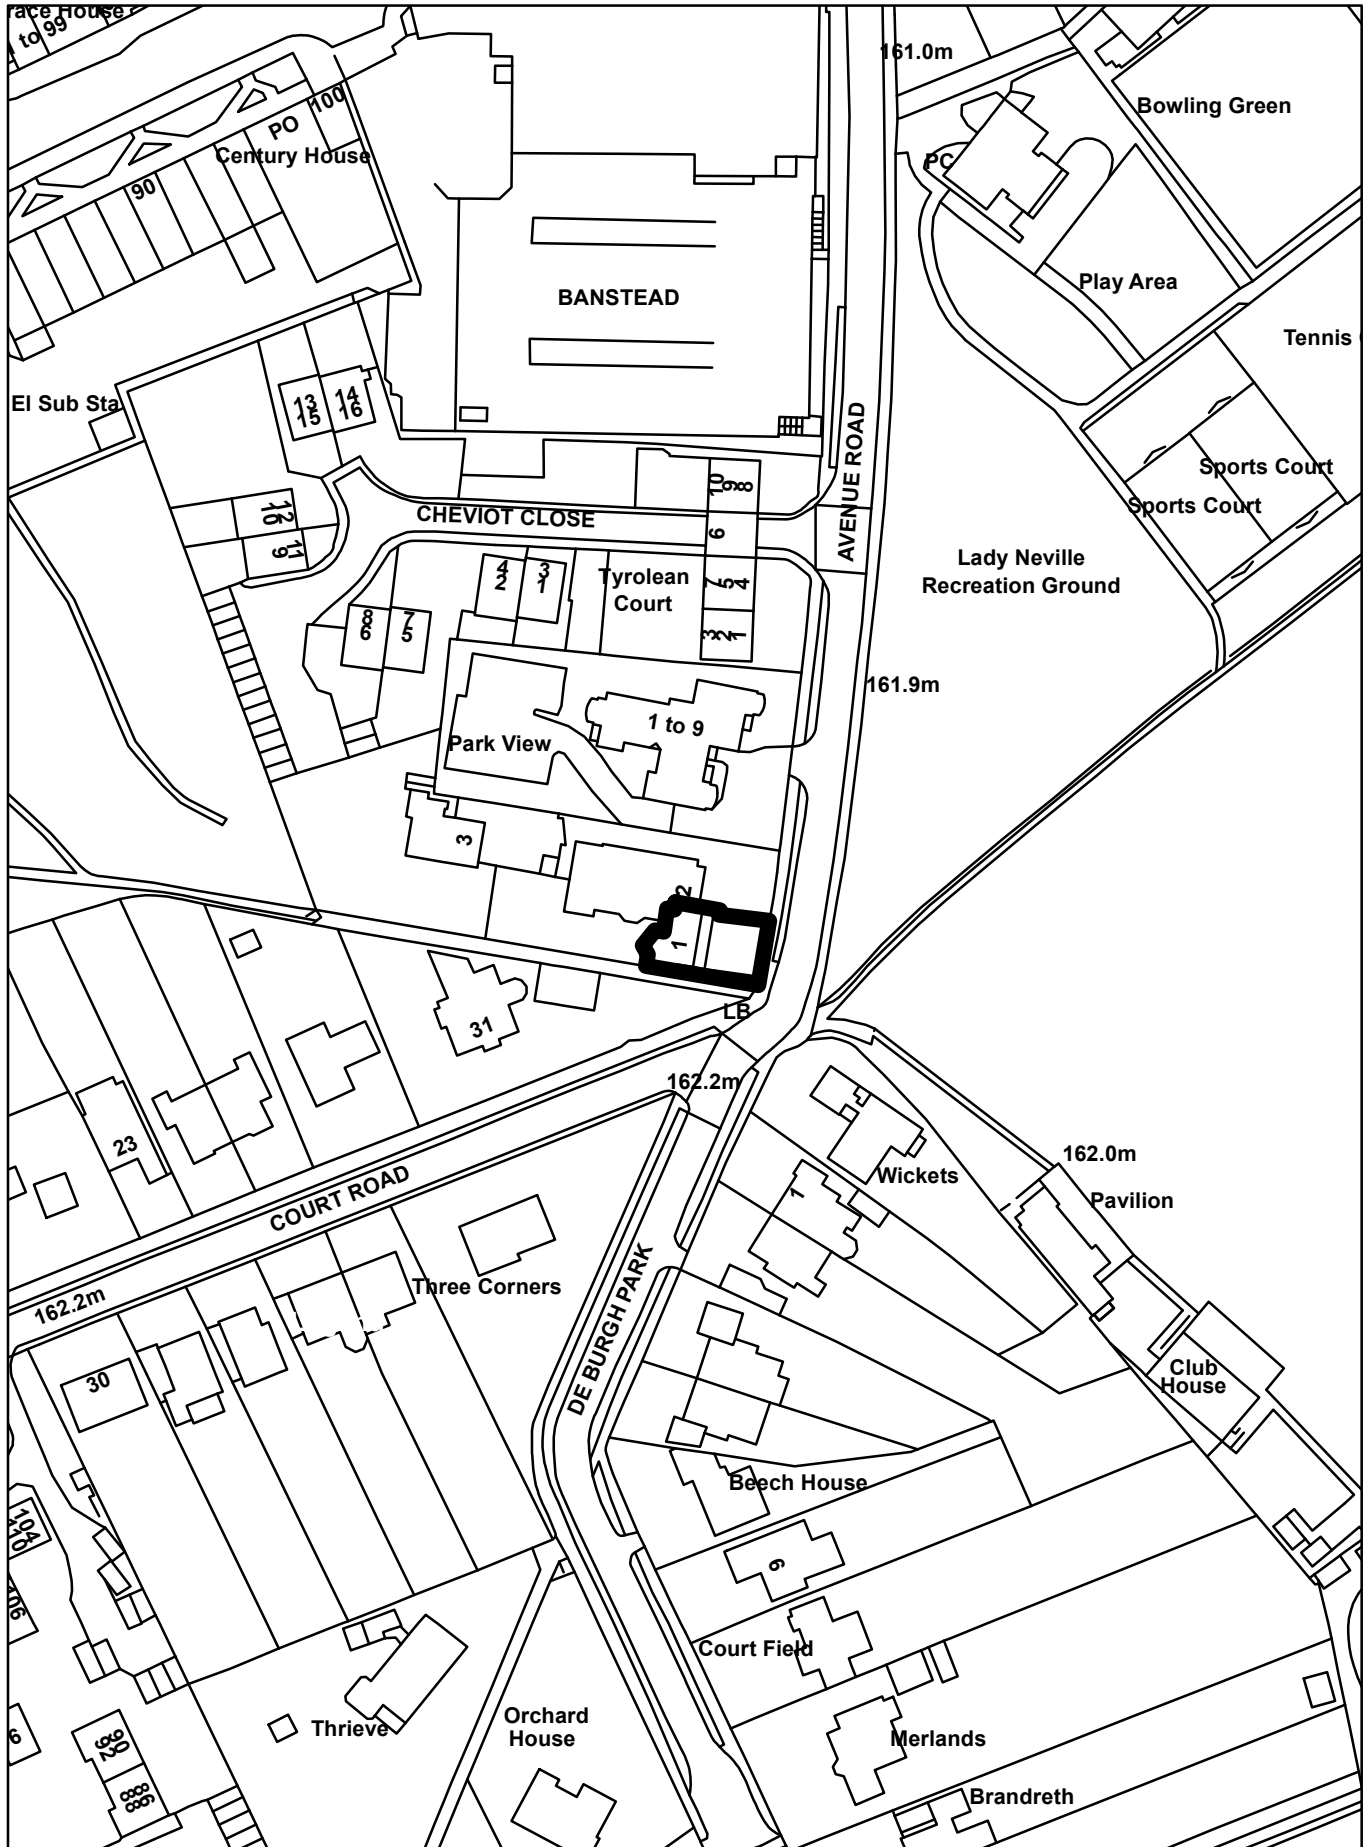 race House
to 99
100
PO
Century House
90
161.0m
Bowling Green
PC
BANSTEAD
Play Area
Tennis
El Sub Sta
13
15
14
16
AVENUE ROAD
Sports Court
Sports Court
10
9
8
CHEVIOT CLOSE
12
10
11
9
6
Lady Neville
Recreation Ground
4
2
3
1
Tyrolean
Court
7
5
4
8
6
7
5
3
2
1
161.9m
1 to 9
Park View
3
2
1
LB
31
162.2m
23
COURT ROAD
162.0m
Wickets
Pavilion
1
Three Corners
162.2m
DE BURGH PARK
30
Club
House
Beech House
104
110
6
106
Court Field
Thrieve
Orchard
House
Merlands
6
90
92
86
88
Brandreth